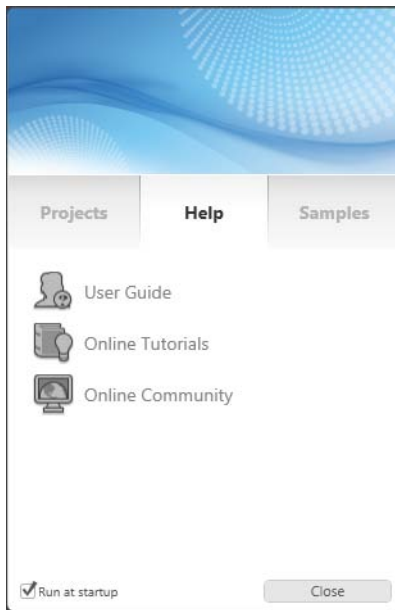 Projects Help Samples
User Guide
Online Tutorials
Online Community
Run at startup Close